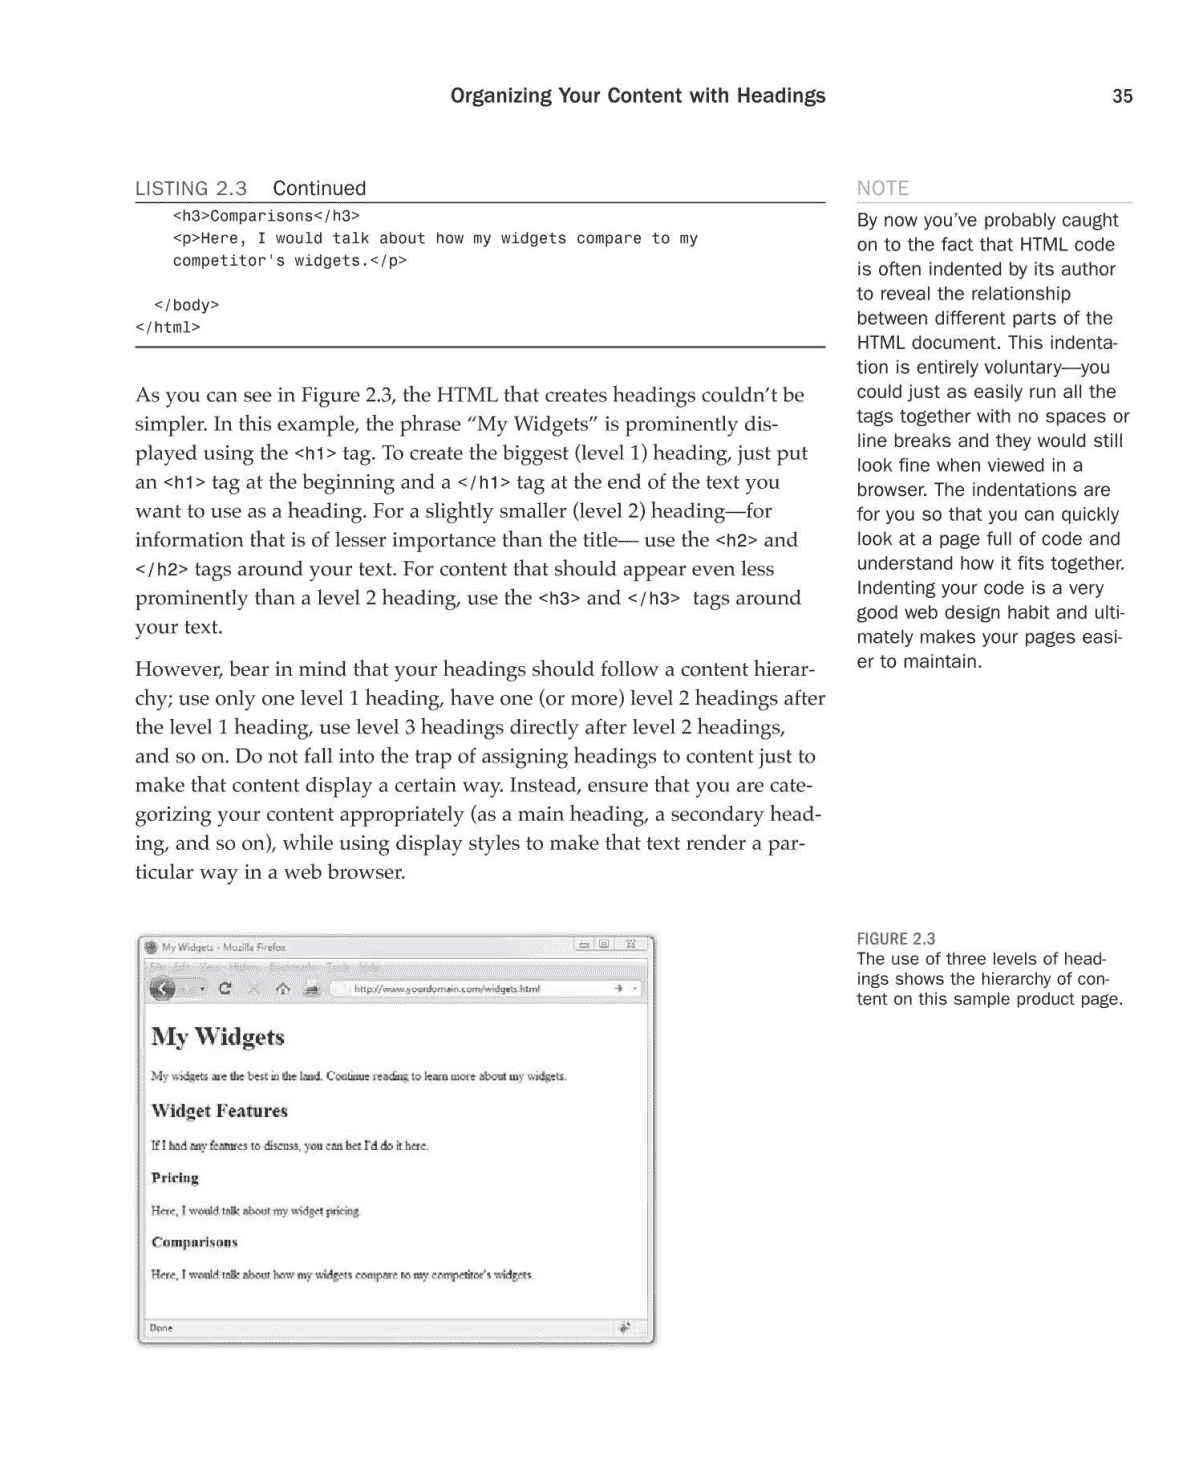 Organizing Your Content with Headings 35
LISTING 2.3 Continued
<h3>Comparisons</h3>
<p>Here, I would talk about how my widgets compare to my
competitor's widgets.</p>
</body>
</html>
As you can see in Figure 2.3, the HTML that creates headings couldn’t be
simpler. In this example, the phrase “My Widgets” is prominently dis-
played using the <h1> tag. To create the biggest (level 1) heading, just put
an <h1> tag at the beginning and a </h1> tag at the end of the text you
want to use as a heading. For a slightly smaller (level 2) heading—for
information that is of lesser importance than the title— use the <h2> and
</h2> tags around your text. For content that should appear even less
prominently than a level 2 heading, use the <h3> and </h3> tags around
your text.
However, bear in mind that your headings should follow a content hierar-
chy; use only one level 1 heading, have one (or more) level 2 headings after
the level 1 heading, use level 3 headings directly after level 2 headings,
and so on. Do not fall into the trap of assigning headings to content just to
make that content display a certain way. Instead, ensure that you are cate-
gorizing your content appropriately (as a main heading, a secondary head-
ing, and so on), while using display styles to make that text render a par-
ticular way in a web browser.
NOTE
By now you’ve probably caught
on to the fact that HTML code
is often indented by its author
to reveal the relationship
between different parts of the
HTML document. This indenta-
tion is entirely voluntary—you
could just as easily run all the
tags together with no spaces or
line breaks and they would still
look fine when viewed in a
browser. The indentations are
for you so that you can quickly
look at a page full of code and
understand how it fits together.
Indenting your code is a very
good web design habit and ulti-
mately makes your pages easi-
er to maintain.
My Widgets - Mozilla Firefox
File Edit View History Bookmarks Tools Help
http://www.yourdomain.com/widgets.html
My Widgets
My widgets are the best in the land. Continue reading to learn more about my widgets.
Widget Features
If I had any features to discuss, you can bet I'd do it here.
Pricing
Here, I would talk about my widget pricing.
Comparisons
Here, I would talk about how my widgets compare to my competitor's widgets.
Done
FIGURE 2.3
The use of three levels of head-
ings shows the hierarchy of con-
tent on this sample product page.